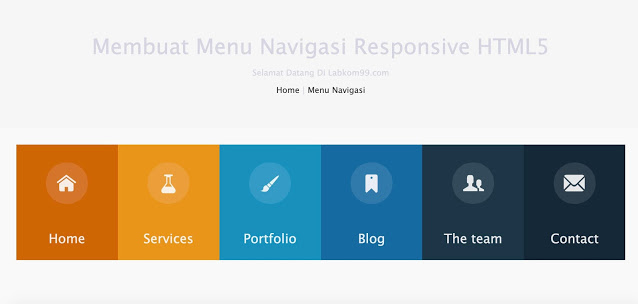 Membuat Menu Navigasi Responsive HTML5
Selamat Datang Di Labkom99.com
Home | Menu Navigasi
Home Services Portfolio Blog The team Contact